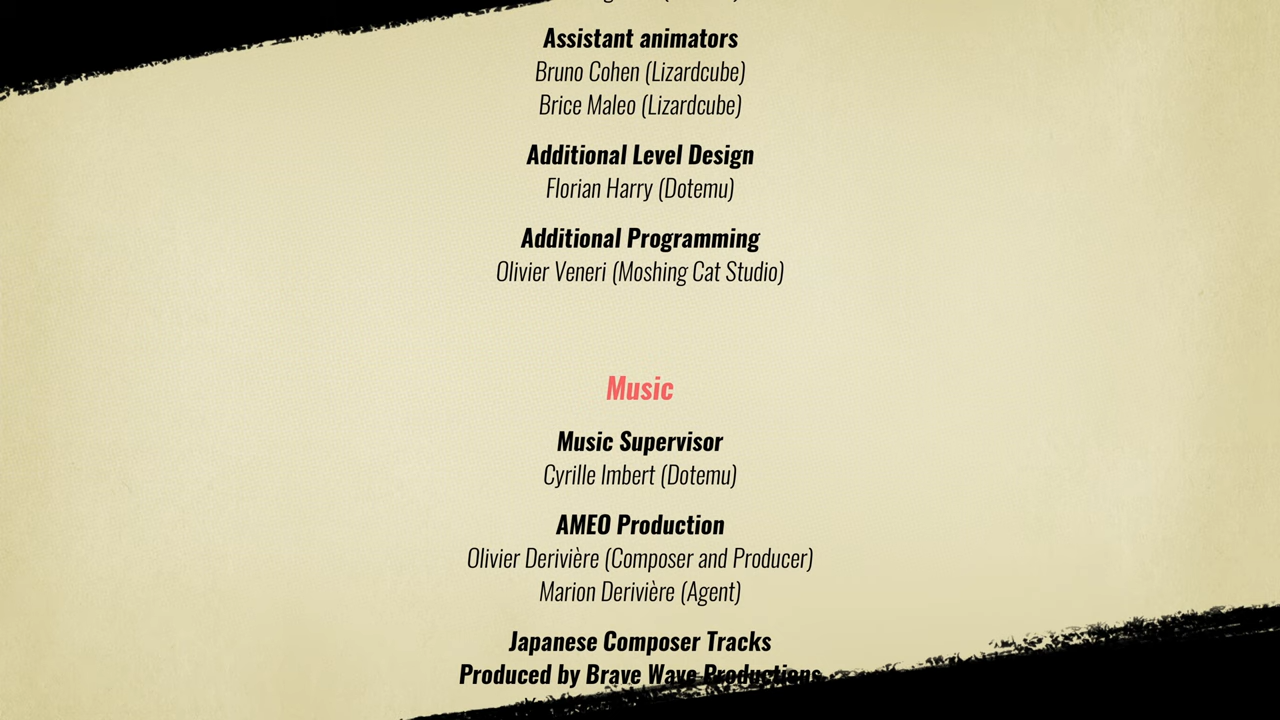 Assistant animators
Bruno Cohen (Lizardcube)
Brice Maleo (Lizardcube)
Additional Level Design
Florian Harry (Dotemu)
Additional Programming
Olivier Veneri (Moshing Cat Studio)
Music
Music Supervisor
Cyrille Imbert (Dotemu)
AMEO Production
Olivier Derivière (Composer and Producer)
Marion Derivière (Agent)
Japanese Composer Tracks
Produced by Brave Wave Productions